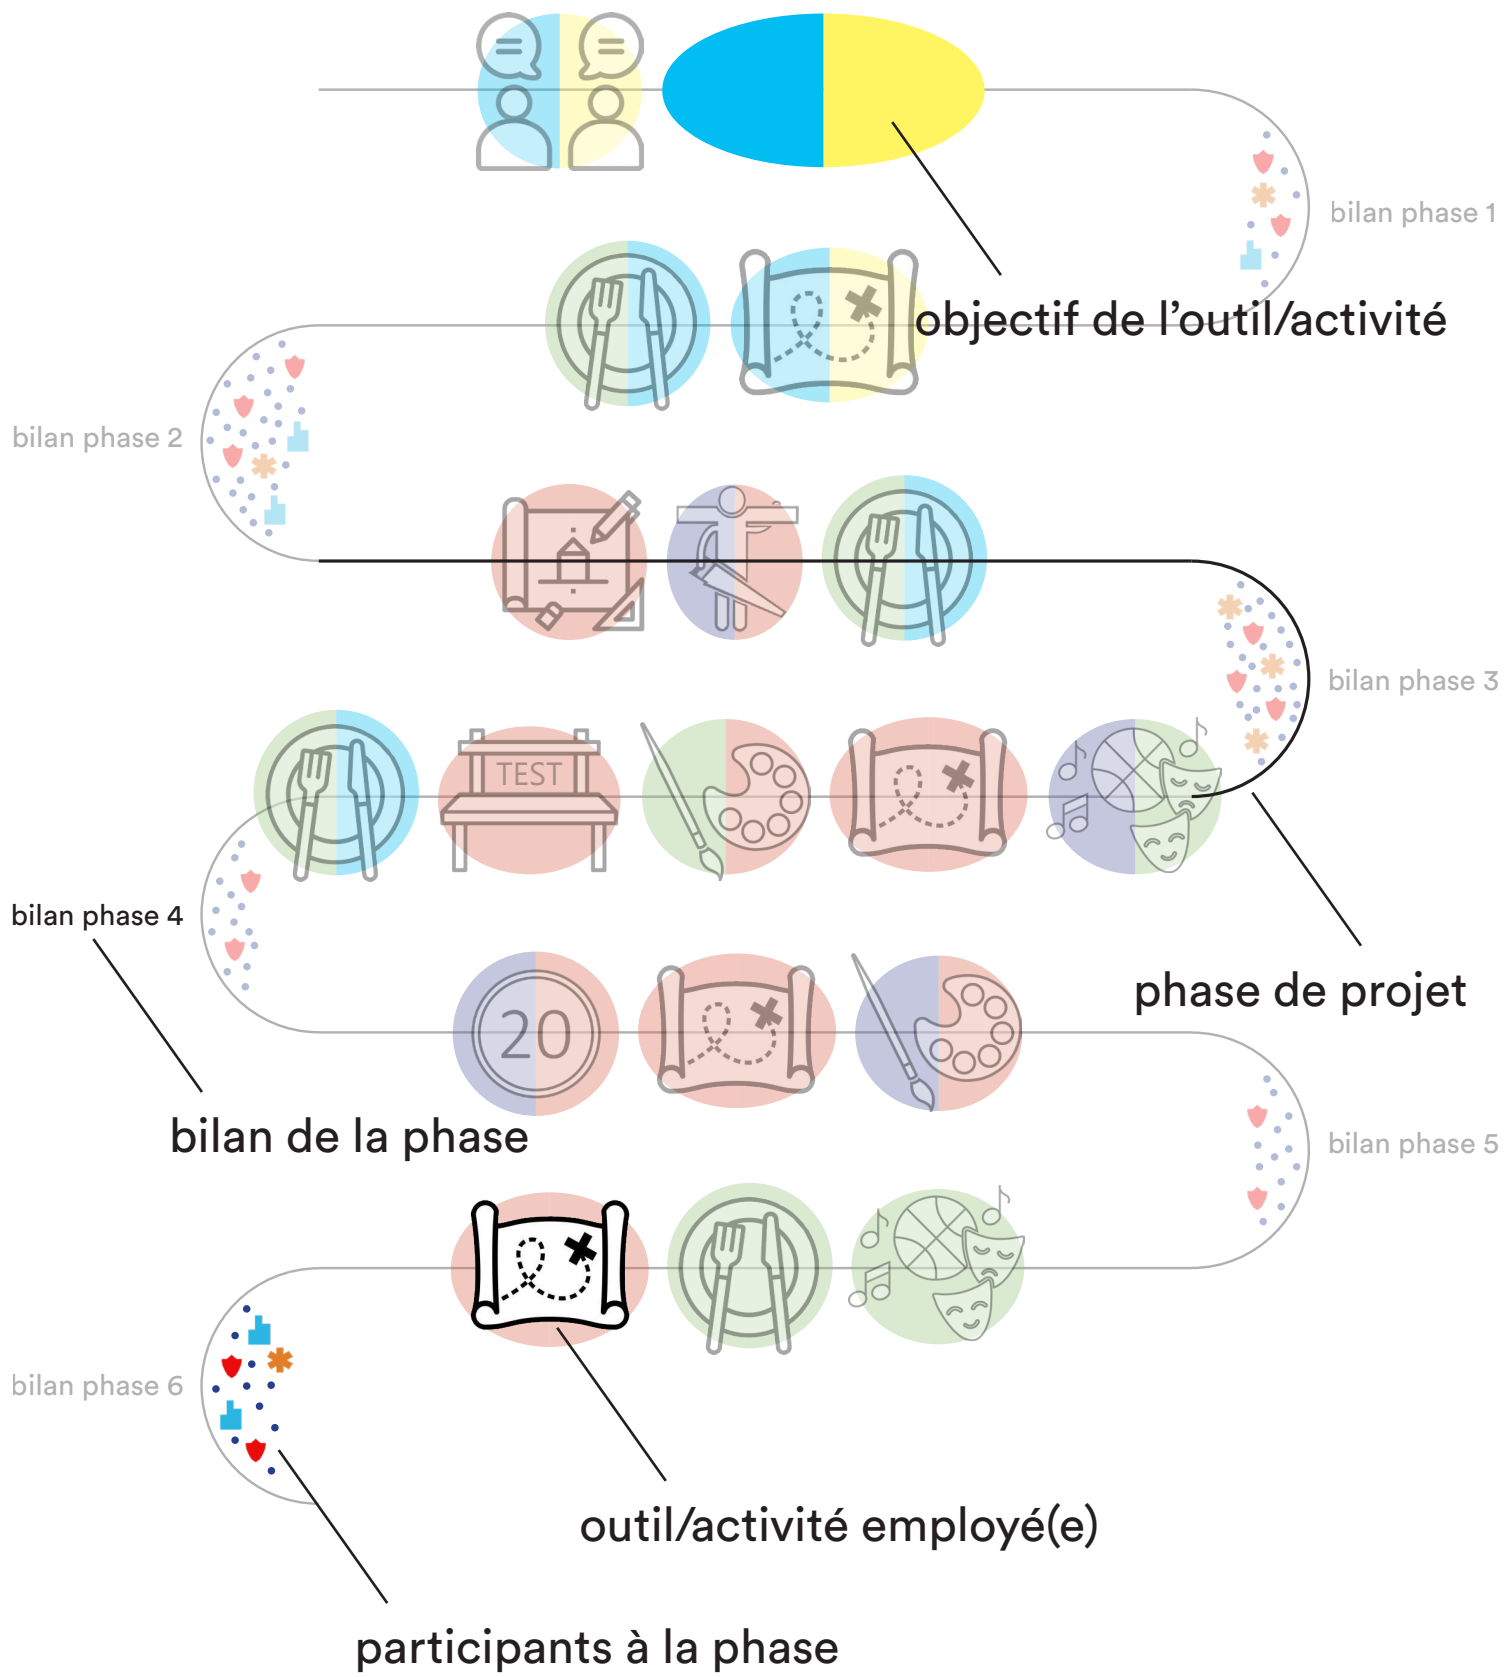 bilan phase 1
objectif de l’outil/activité
bilan phase 2
bilan phase 3
TEST
bilan phase 4
phase de projet
20
bilan de la phase
bilan phase 5
bilan phase 6
outil/activité employé(e)
participants à la phase